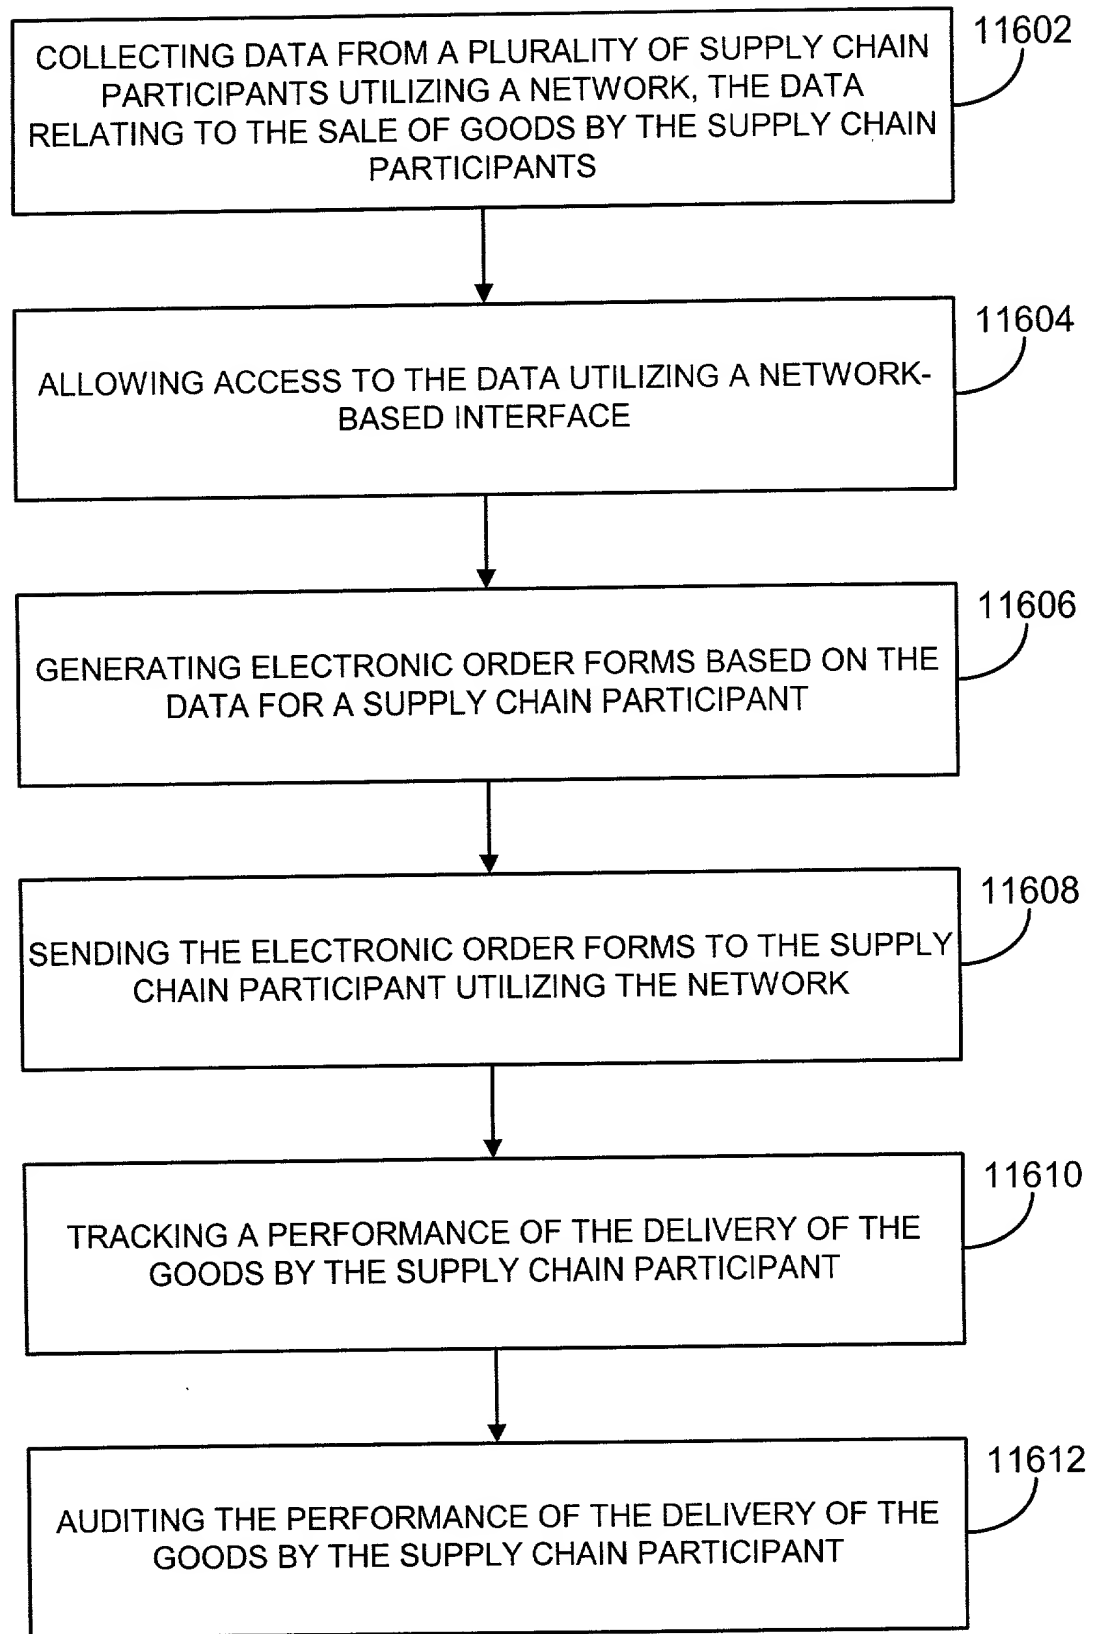 11602
COLLECTING DATA FROM A PLURALITY OF SUPPLY CHAIN
PARTICIPANTS UTILIZING A NETWORK, THE DATA
RELATING TO THE SALE OF GOODS BY THE SUPPLY CHAIN
PARTICIPANTS
11604
ALLOWING ACCESS TO THE DATA UTILIZING A NETWORK-
BASED INTERFACE
11606
GENERATING ELECTRONIC ORDER FORMS BASED ON THE
DATA FOR A SUPPLY CHAIN PARTICIPANT
11608
SENDING THE ELECTRONIC ORDER FORMS TO THE SUPPLY
CHAIN PARTICIPANT UTILIZING THE NETWORK
11610
TRACKING A PERFORMANCE OF THE DELIVERY OF THE
GOODS BY THE SUPPLY CHAIN PARTICIPANT
11612
AUDITING THE PERFORMANCE OF THE DELIVERY OF THE
GOODS BY THE SUPPLY CHAIN PARTICIPANT